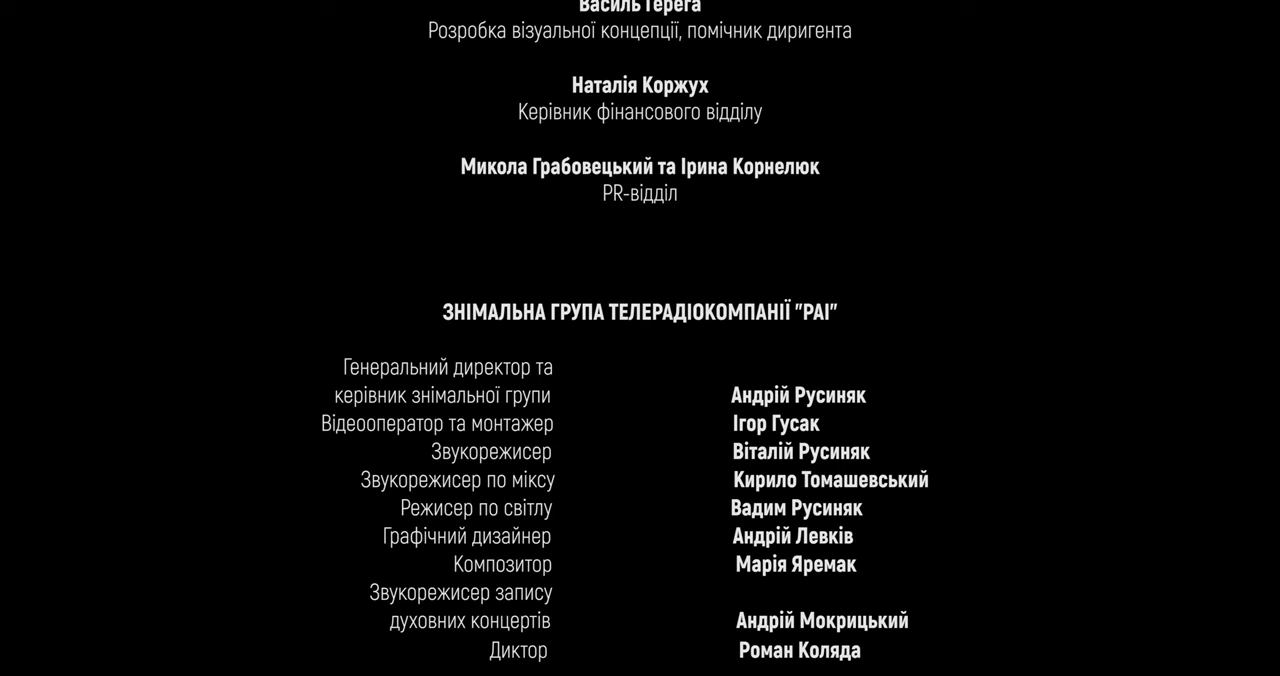 Василь Герега
Розробка візуальної концепції, помічник диригента
Наталія Коржух
Керівник фінансового відділу
Микола Грабовецький та Ірина Корнелюк
PR-відділ
ЗНІМАЛЬНА ГРУПА ТЕЛЕРАДІОКОМПАНІЇ "РАІ"
Генеральний директор та
керівник знімальної групи Андрій Русиняк
Відеооператор та монтажер Ігор Гусак
Звукорежисер Віталій Русиняк
Звукорежисер по міксу Кирило Томашевський
Режисер по світлу Вадим Русиняк
Графічний дизайнер Андрій Левків
Композитор Марія Яремак
Звукорежисер запису
духовних концертів Андрій Мокрицький
Диктор Роман Коляда